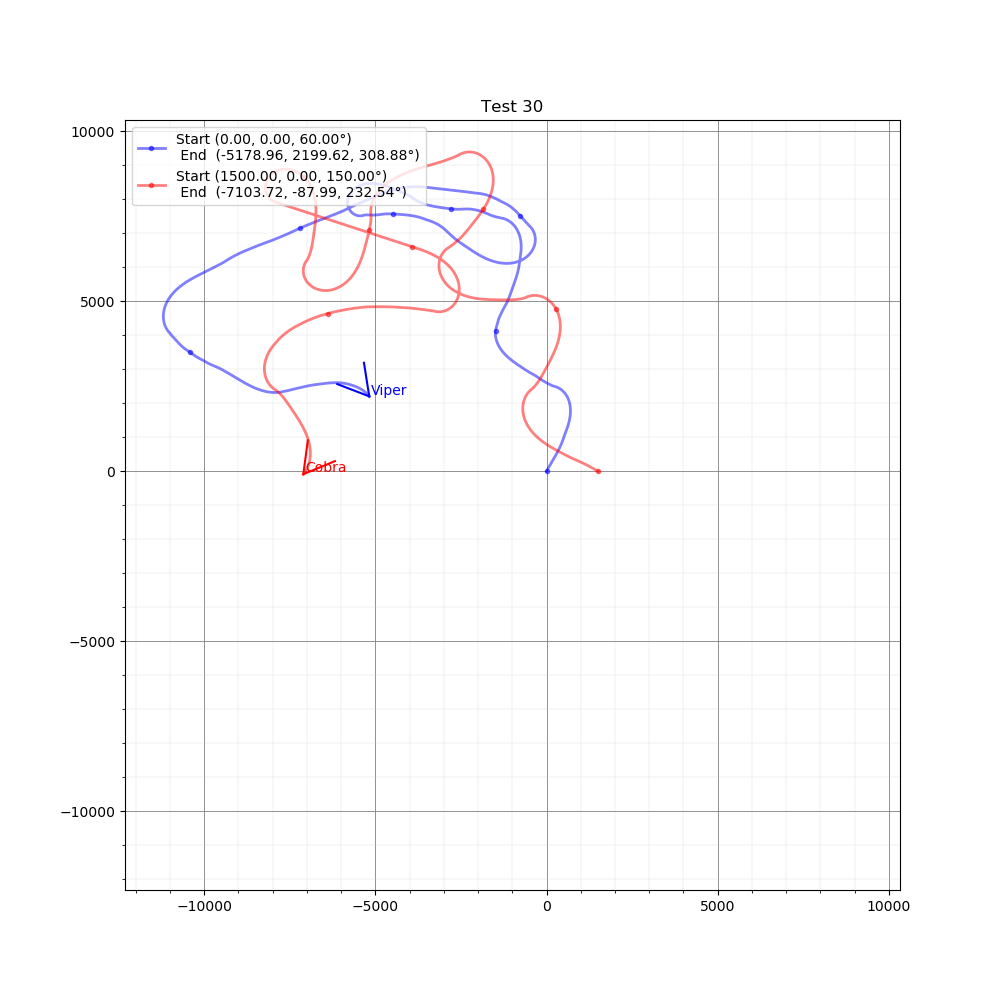 Test 30
Start (0.00, 0.00, 60.00°)
End (-5178.96, 2199.62, 308.88°)
Start (1500.00, 0.00, 150.00°)
End (-7103.72, -87.99, 232.54°)
10000
5000
0
−5000
−10000
Viper
Cobra
−10000
−5000
0
5000
10000